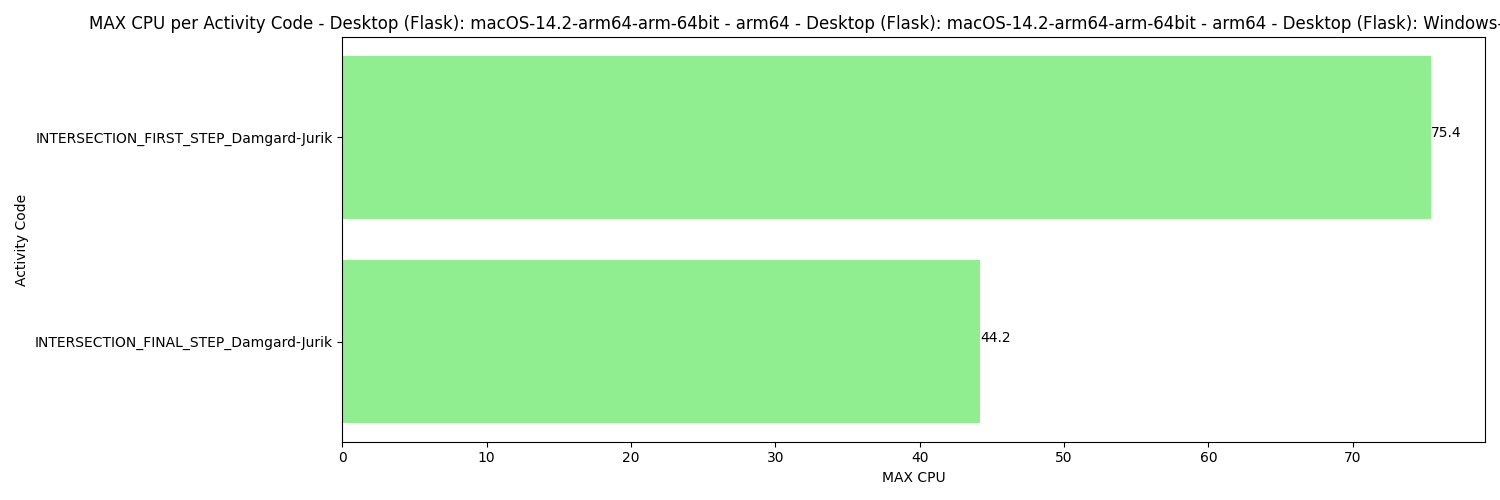 MAX CPU per Activity Code - Desktop (Flask): macOS-14.2-arm64-arm-64bit - arm64 - Desktop (Flask): macOS-14.2-arm64-arm-64bit - arm64 - Desktop (Flask): Windows-
INTERSECTION_FIRST_STEP_Damgard-Jurik
75.4
Activity Code
INTERSECTION_FINAL_STEP_Damgard-Jurik
44.2
0 10 20 30 40 50 60 70
MAX CPU